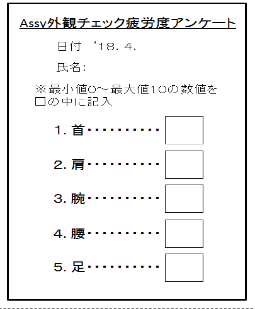 Assy外観チェック疲労度アンケート
日付 '18. 4.
氏名:
※最小値0～最大値10の数値を
□の中に記入
1. 首・・・・・・・・・・
2. 肩・・・・・・・・・・
3. 腕・・・・・・・・・・
4. 腰・・・・・・・・・・
5. 足・・・・・・・・・・